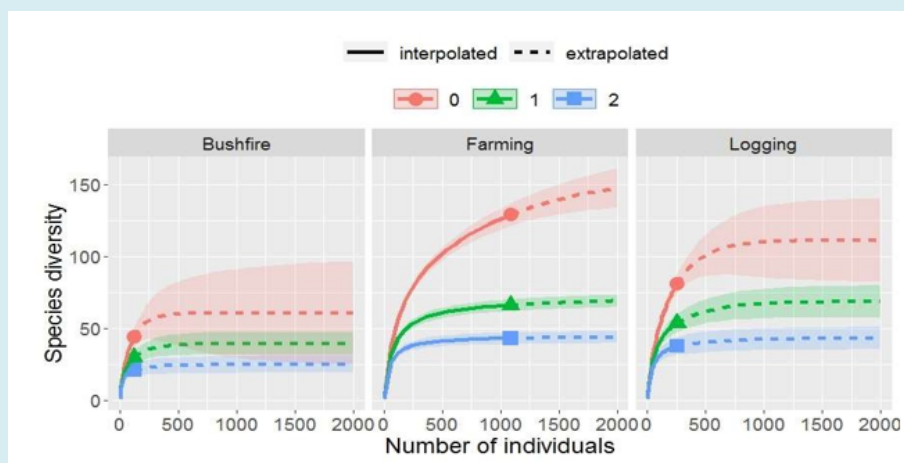 interpolated extrapolated
0 1 2
Bushfire Farming Logging
150
100
50
0
Species diversity
0 500 1000 1500 2000 0 500 1000 1500 2000 0 500 1000 1500 2000
Number of individuals